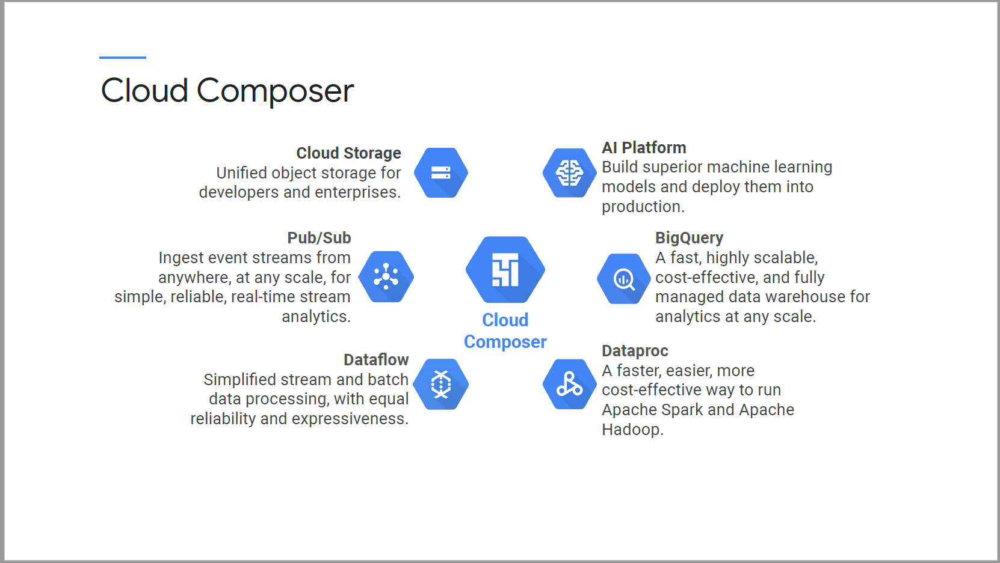 Cloud Composer
Cloud Storage
Unified object storage for
developers and enterprises.
AI Platform
Build superior machine learning
models and deploy them into
production.
Pub/Sub
Ingest event streams from
anywhere, at any scale, for
simple, reliable, real-time stream
analytics.
Cloud
Composer
BigQuery
A fast, highly scalable,
cost-effective, and fully
managed data warehouse for
analytics at any scale.
Dataflow
Simplified stream and batch
data processing, with equal
reliability and expressiveness.
Dataproc
A faster, easier, more
cost-effective way to run
Apache Spark and Apache
Hadoop.